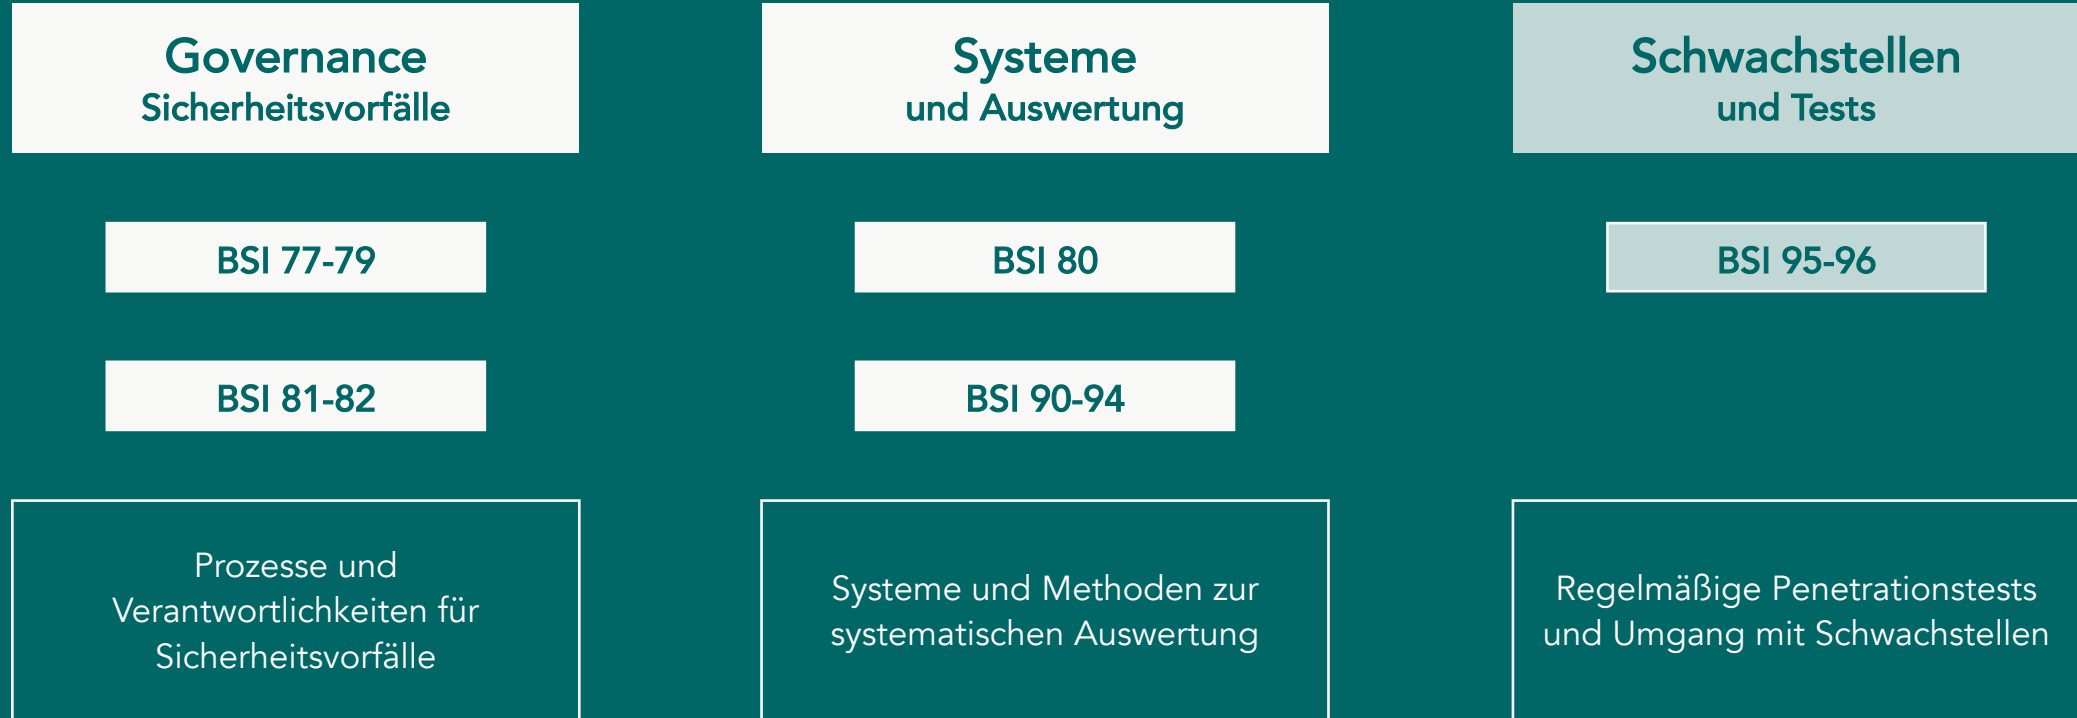 Governance
Sicherheitsvorfälle
BSI 77-79
BSI 81-82
Prozesse und
Verantwortlichkeiten für
Sicherheitsvorfälle
Systeme
und Auswertung
BSI 80
BSI 90-94
Systeme und Methoden zur
systematischen Auswertung
Schwachstellen
und Tests
BSI 95-96
Regelmäßige Penetrationstests
und Umgang mit Schwachstellen